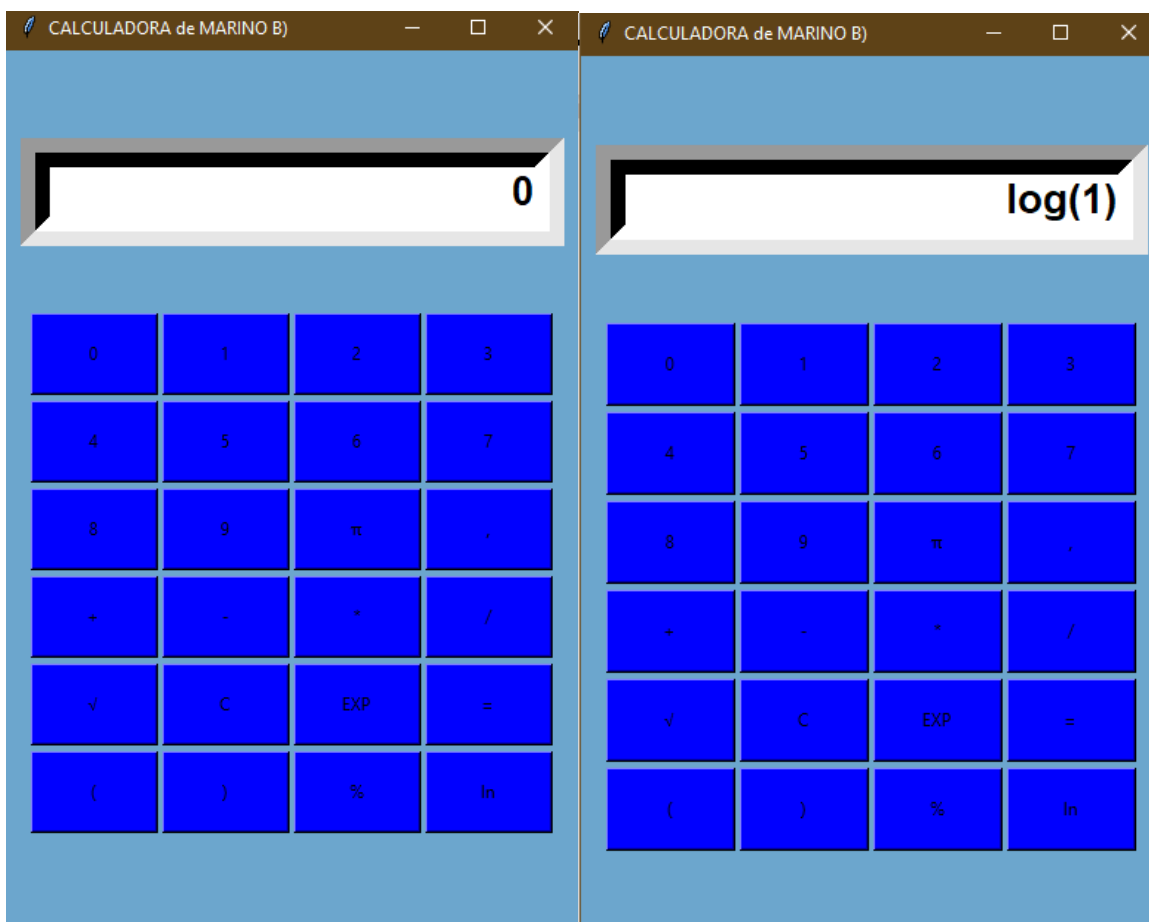 CALCULADORA de MARINO B)
0
0 1 2 3
4 5 6 7
8 9 π ,
+ - * /
√ C EXP =
( ) % ln
CALCULADORA de MARINO B)
log(1)
0 1 2 3
4 5 6 7
8 9 π ,
+ - * /
√ C EXP =
( ) % ln